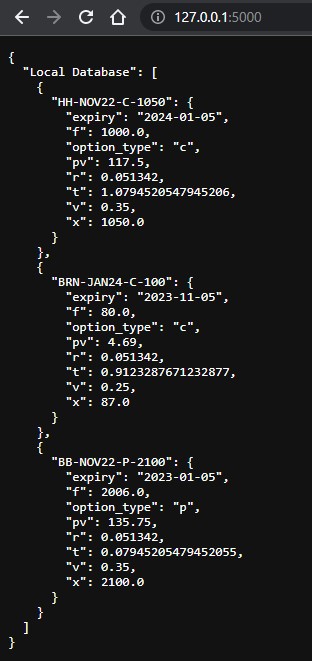 127.0.0.1:5000
{
  "Local Database": [
    {
      "HH-NOV22-C-1050": {
        "expiry": "2024-01-05",
        "f": 1000.0,
        "option_type": "c",
        "pv": 117.5,
        "r": 0.051342,
        "t": 1.0794520547945206,
        "v": 0.35,
        "x": 1050.0
      }
    },
    {
      "BRN-JAN24-C-100": {
        "expiry": "2023-11-05",
        "f": 80.0,
        "option_type": "c",
        "pv": 4.69,
        "r": 0.051342,
        "t": 0.9123287671232877,
        "v": 0.25,
        "x": 87.0
      }
    },
    {
      "BB-NOV22-P-2100": {
        "expiry": "2023-01-05",
        "f": 2006.0,
        "option_type": "p",
        "pv": 135.75,
        "r": 0.051342,
        "t": 0.07945205479452055,
        "v": 0.35,
        "x": 2100.0
      }
    }
  ]
}